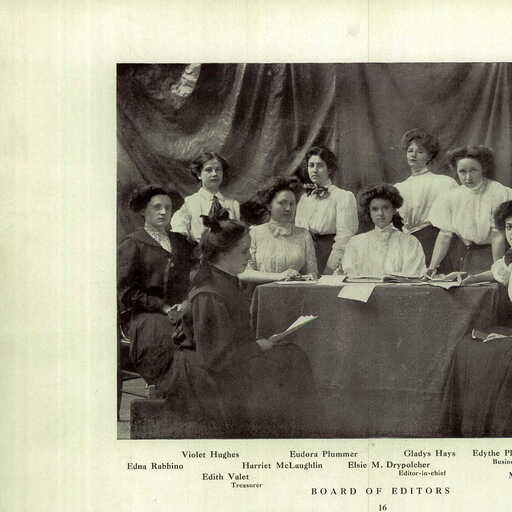 Violet Hughes Eudora Plummer Gladys Hays Edythe
Edna Rabbino Harriet McLaughlin Elsie M. Drypolcher
Editor-in-chief
Edith Valet
Treasurer
BOARD OF EDITORS
16